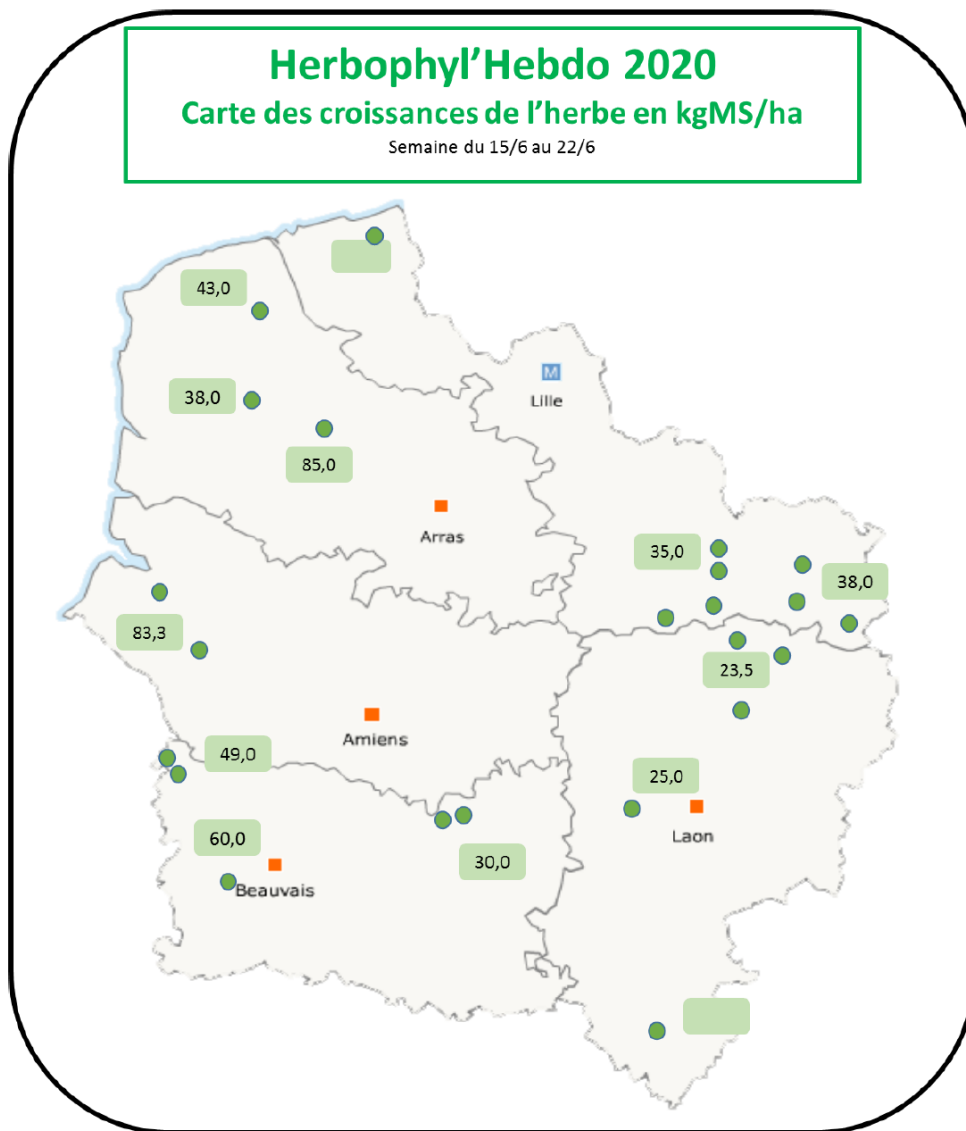 Herbophyl'Hebdo 2020
Carte des croissances de l'herbe en kgMS/ha
Semaine du 15/6 au 22/6
43,0
M
Lille
38,0
85,0
Arras
35,0
38,0
83,3
23,5
Amiens
49,0
25,0
60,0
Laon
30,0
Beauvais